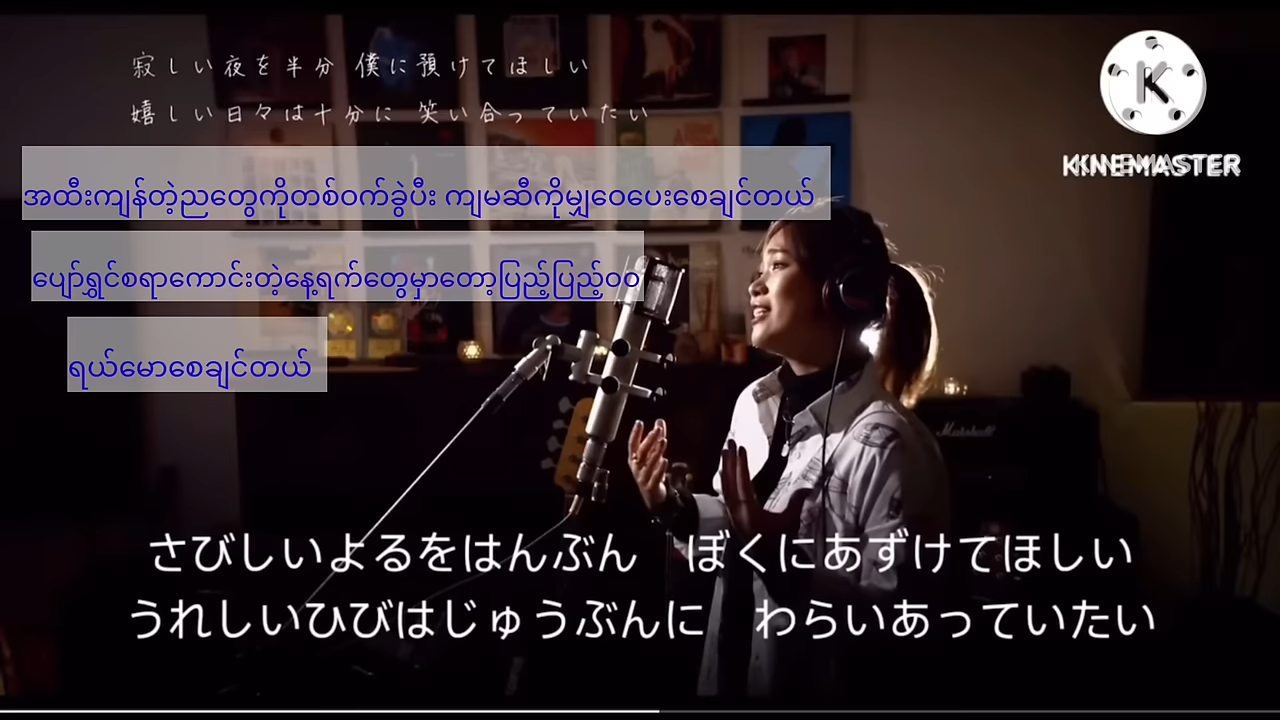 寂しい夜を半分 僕に預けてほしい
嬉しい日々は十分に 笑い合っていたい
KINEMASTER
အထီးကျန်တဲ့ညတွေကိုတစ်ဝက်ခွဲပီး ကျမဆီကိုမျှဝေပေးစေချင်တယ်
ပျော်ရွှင်စရာကောင်းတဲ့နေ့ရက်တွေမှာတော့ပြည့်ပြည့်ဝဝ
ရယ်မောစေချင်တယ်
Marshall
さびしいよるをはんぶん ぼくにあずけてほしい
うれしいひびはじゅうぶんに わらいあっていたい